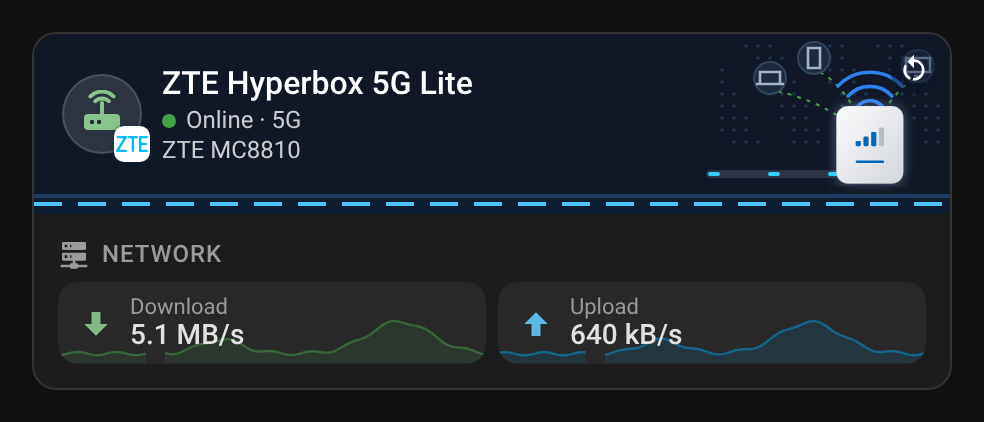 ZTE Hyperbox 5G Lite
Online · 5G
ZTE
ZTE MC8810
NETWORK
Download
5.1 MB/s
Upload
640 kB/s